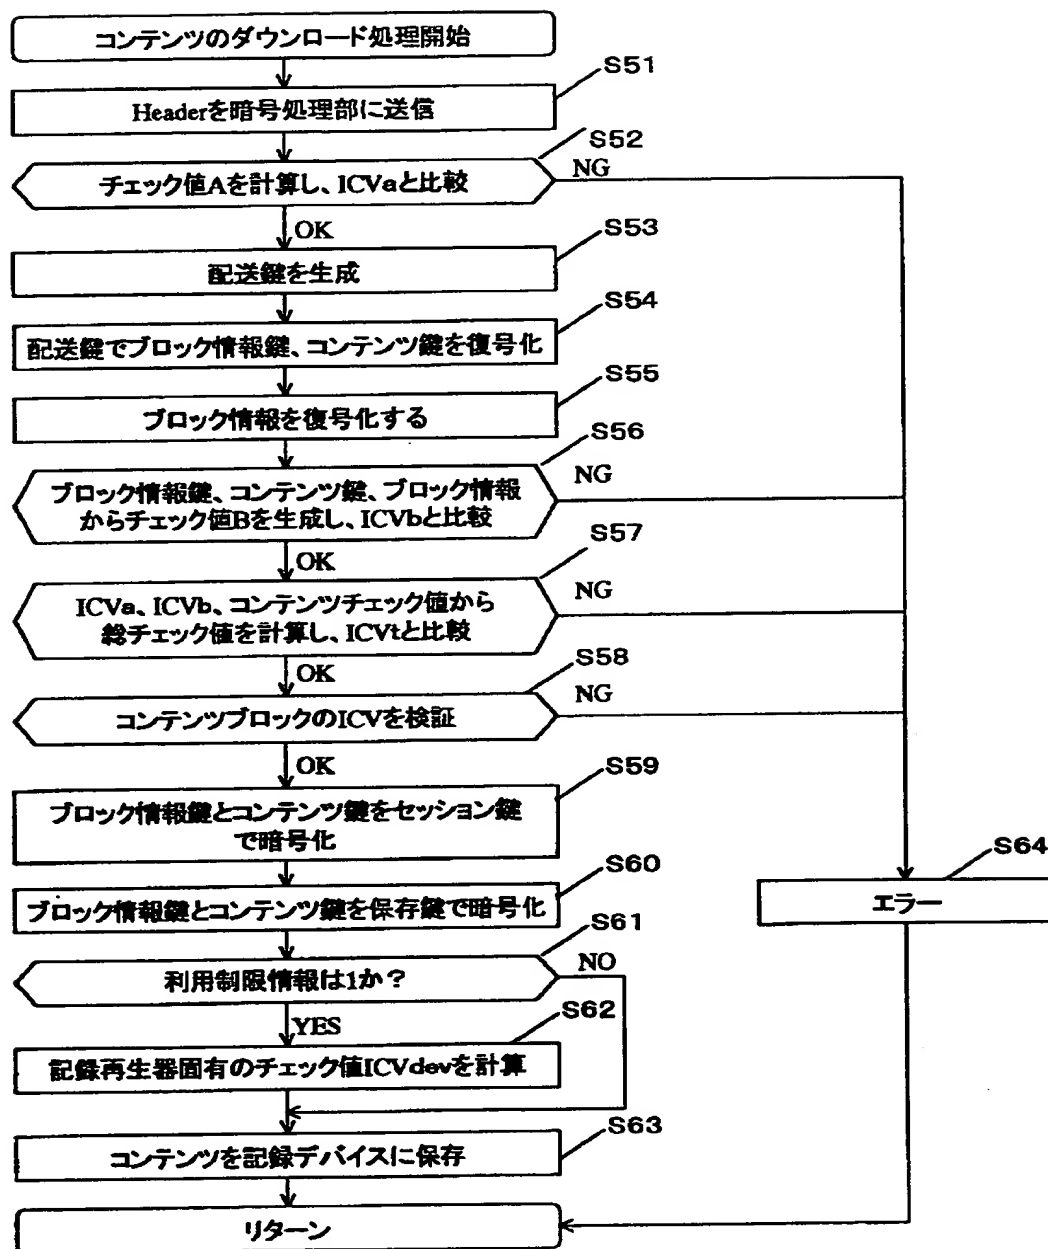 コンテンツのダウンロード処理開始
S51
Headerを暗号処理部に送信
S52
チェック値Aを計算し、ICVaと比較
NG
OK
S53
配送鍵を生成
S54
配送鍵でブロック情報鍵、コンテンツ鍵を復号化
S55
ブロック情報を復号化する
S56
ブロック情報鍵、コンテンツ鍵、ブロック情報
からチェック値Bを生成し、ICVbと比較
NG
OK
S57
ICVa、ICVb、コンテンツチェック値から
総チェック値を計算し、ICVtと比較
NG
OK
S58
コンテンツブロックのICVを検証
NG
OK
S59
ブロック情報鍵とコンテンツ鍵をセッション鍵
で暗号化
S60
ブロック情報鍵とコンテンツ鍵を保存鍵で暗号化
S64
エラー
S61
利用制限情報は1か？
NO
YES
S62
記録再生器固有のチェック値ICVdevを計算
S63
コンテンツを記録デバイスに保存
リターン